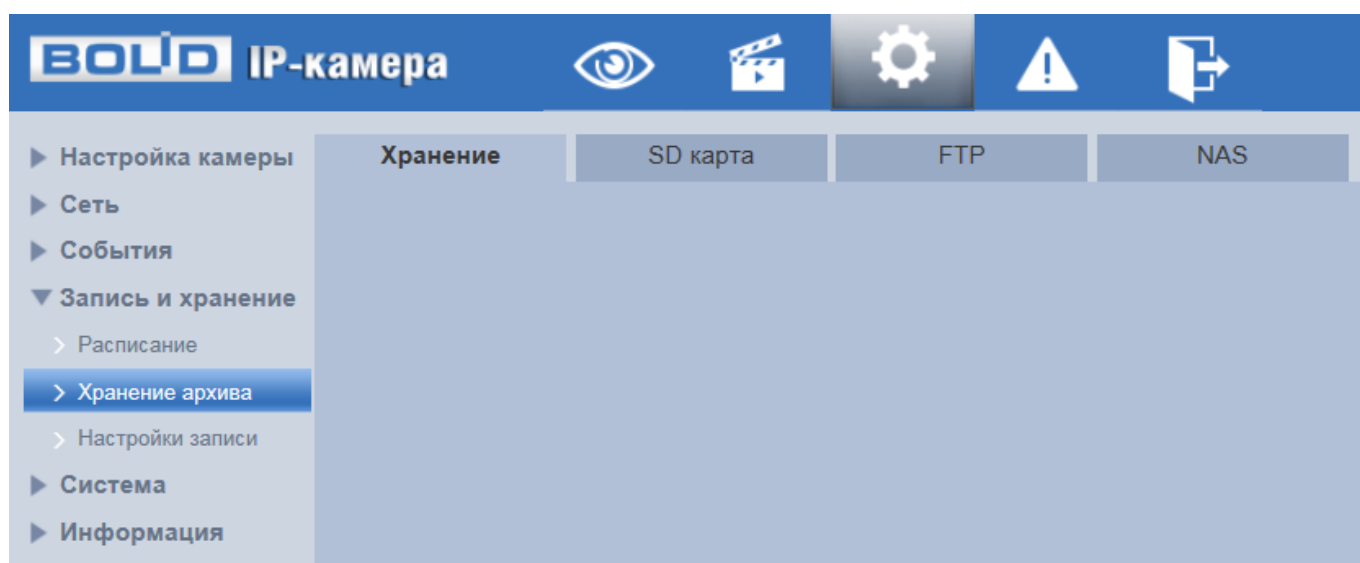 BOLID IP-камера
Настройка камеры
Сеть
События
Запись и хранение
Расписание
Хранение архива
Настройки записи
Система
Информация
Хранение SD карта FTP NAS